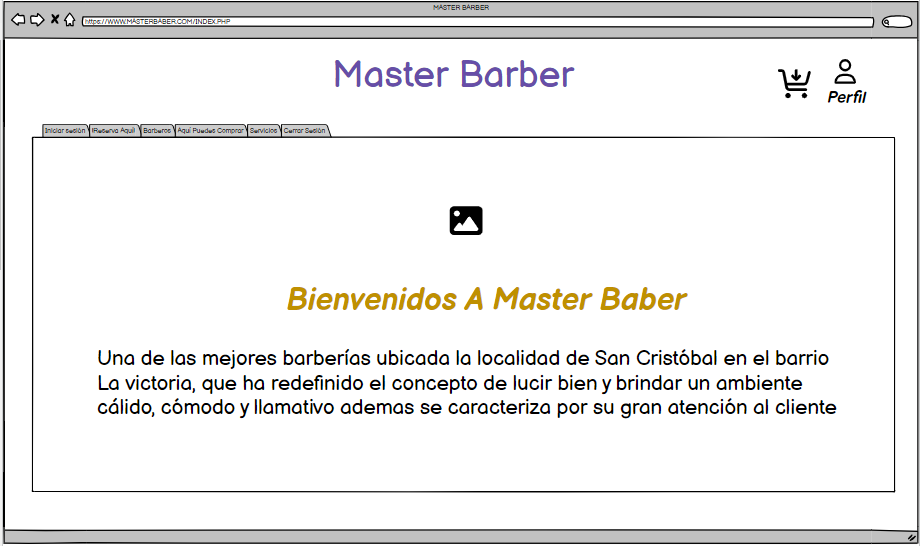 MASTER BARBER
https://WWW.MASTERBABER.COM/INDEX.PHP
Master Barber
Perfil
Iniciar sesión
!Reserva Aquí!
Barberos
Aquí Puedes Comprar
Servicios
Cerrar Sesión
Bienvenidos A Master Baber
Una de las mejores barberías ubicada la localidad de San Cristóbal en el barrio
La victoria, que ha redefinido el concepto de lucir bien y brindar un ambiente
cálido, cómodo y llamativo ademas se caracteriza por su gran atención al cliente